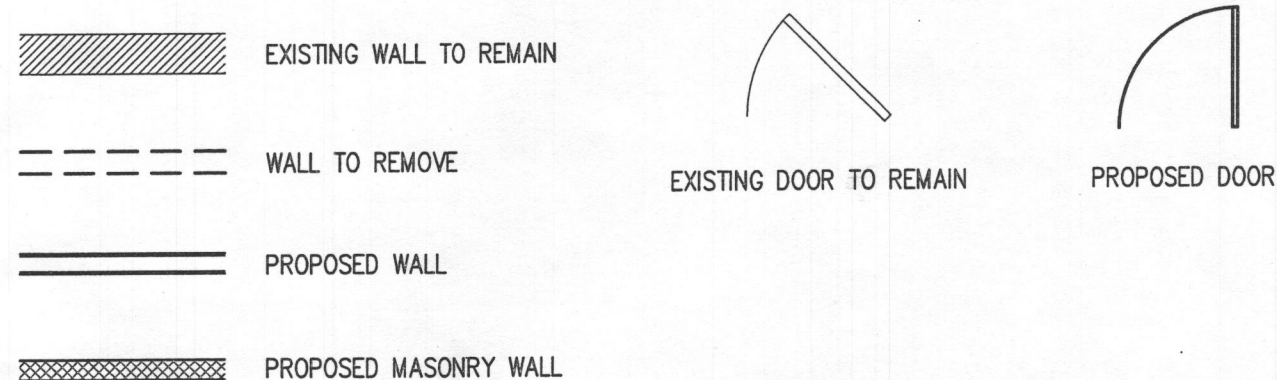 EXISTING WALL TO REMAIN
WALL TO REMOVE
EXISTING DOOR TO REMAIN
PROPOSED DOOR
PROPOSED WALL
PROPOSED MASONRY WALL